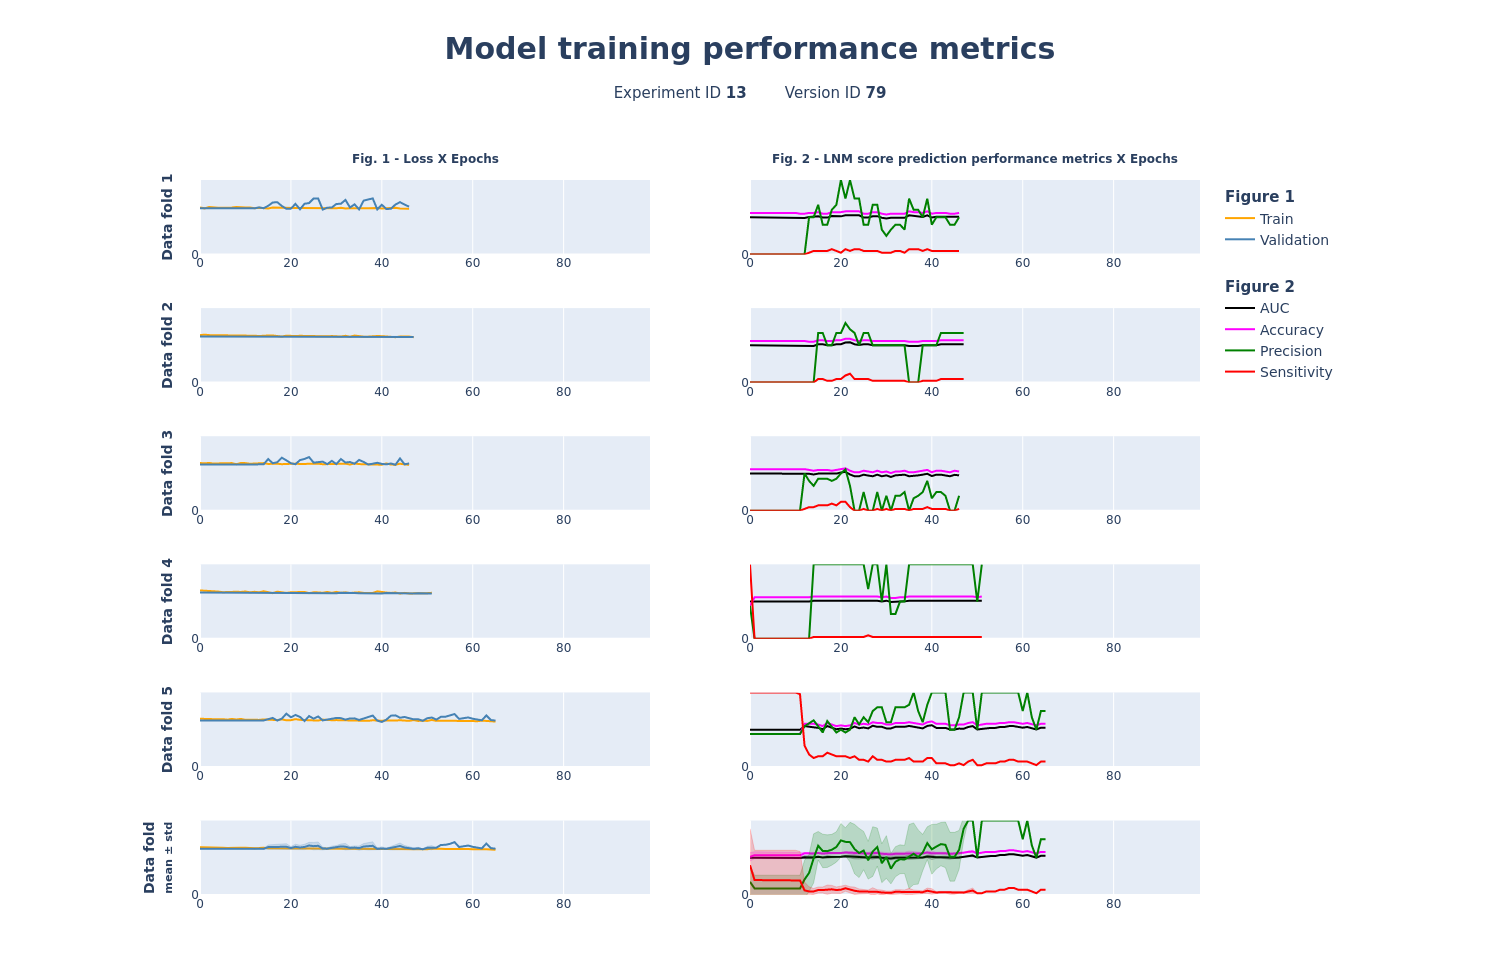 Model training performance metrics
Experiment ID 13 Version ID 79
Fig. 1 - Loss X Epochs
Fig. 2 - LNM score prediction performance metrics X Epochs
Data fold 1
0
0 20 40 60 80
0
0 20 40 60 80
Figure 1
Train
Validation
Figure 2
AUC
Accuracy
Precision
Sensitivity
Data fold 2
0
0 20 40 60 80
0
0 20 40 60 80
Data fold 3
0
0 20 40 60 80
0
0 20 40 60 80
Data fold 4
0
0 20 40 60 80
0
0 20 40 60 80
Data fold 5
0
0 20 40 60 80
0
0 20 40 60 80
Data fold
mean ± std
0
0 20 40 60 80
0
0 20 40 60 80